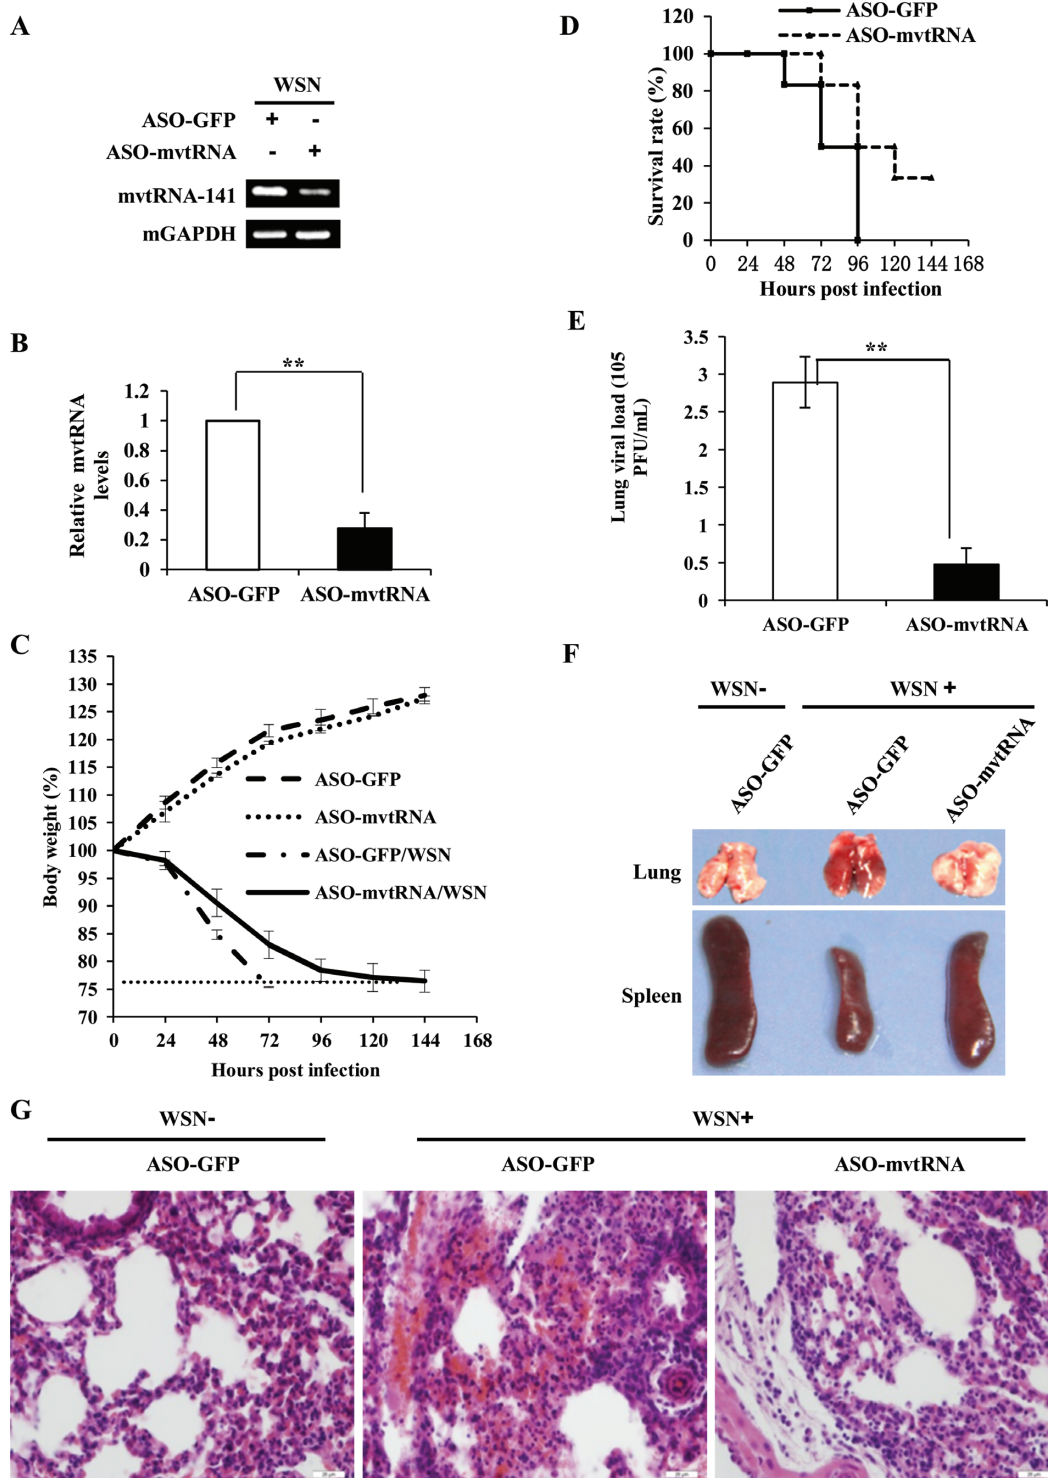 A
WSN
ASO-GFP + -
ASO-mvtRNA - +
mvtRNA-141
mGAPDH
B
**
Relative mvtRNA
levels
1.2
1
0.8
0.6
0.4
0.2
0
ASO-GFP ASO-mvtRNA
C
Body weight (%)
135
130
125
120
115
110
105
100
95
90
85
80
75
70
ASO-GFP
ASO-mvtRNA
ASO-GFP/WSN
ASO-mvtRNA/WSN
0 24 48 72 96 120 144 168
Hours post infection
D
ASO-GFP
ASO-mvtRNA
Survival rate (%)
120
100
80
60
40
20
0
0 24 48 72 96 120 144 168
Hours post infection
E
**
Lung viral load (105
PFU/mL)
3.5
3
2.5
2
1.5
1
0.5
0
ASO-GFP ASO-mvtRNA
F
WSN- WSN +
ASO-GFP
ASO-GFP
ASO-mvtRNA
Lung
Spleen
G
WSN- WSN+
ASO-GFP ASO-GFP ASO-mvtRNA